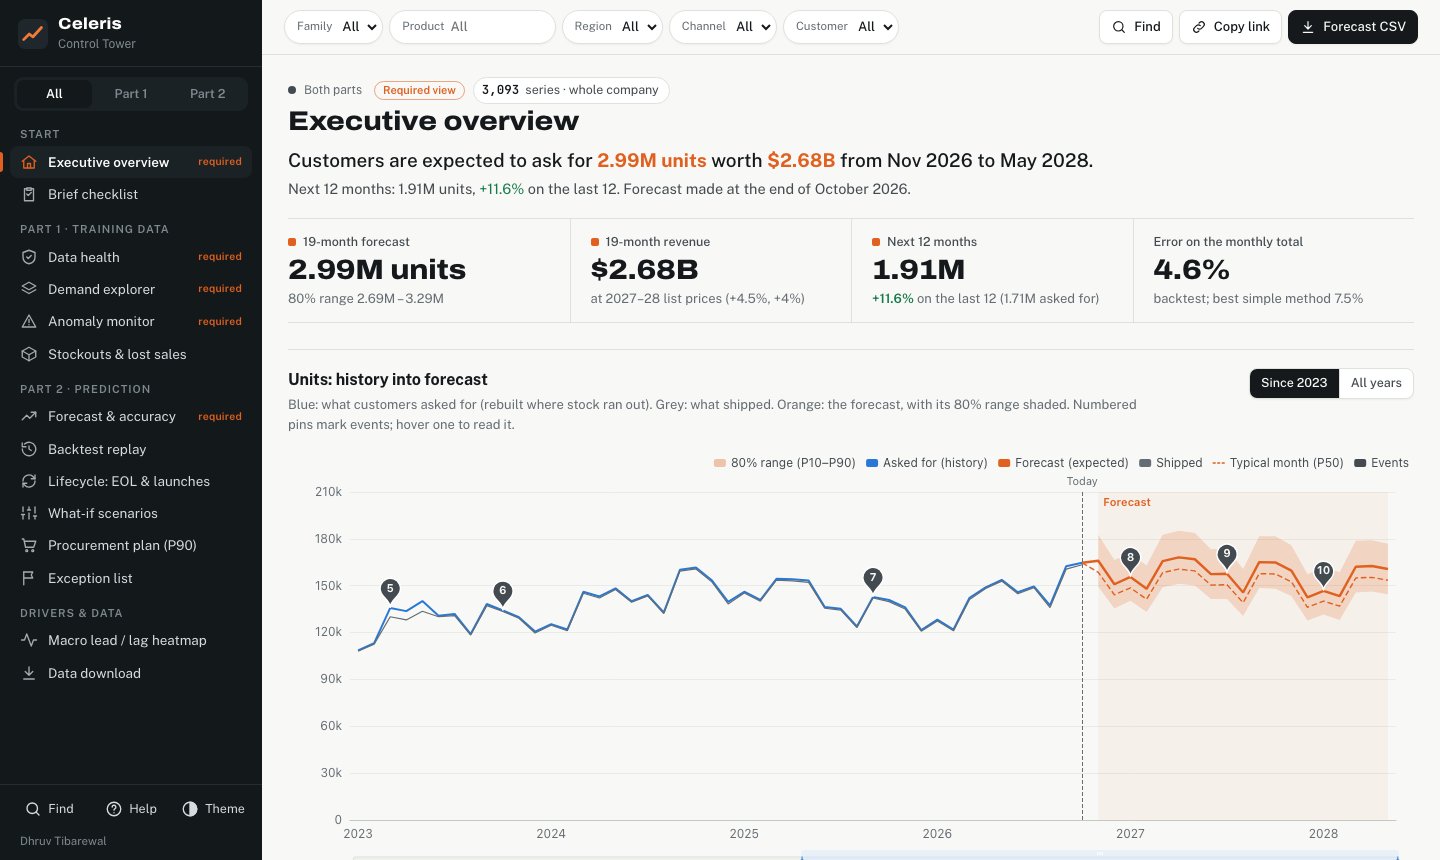 Celeris
Control Tower
All Part 1 Part 2
START
Executive overview required
Brief checklist
PART 1 · TRAINING DATA
Data health required
Demand explorer required
Anomaly monitor required
Stockouts & lost sales
PART 2 · PREDICTION
Forecast & accuracy required
Backtest replay
Lifecycle: EOL & launches
What-if scenarios
Procurement plan (P90)
Exception list
DRIVERS & DATA
Macro lead / lag heatmap
Data download
Find Help Theme
Dhruv Tibarewal
Family All Product All Region All Channel All Customer All
Find Copy link Forecast CSV
Both parts Required view 3,093 series · whole company
Executive overview
Customers are expected to ask for 2.99M units worth $2.68B from Nov 2026 to May 2028.
Next 12 months: 1.91M units, +11.6% on the last 12. Forecast made at the end of October 2026.
19-month forecast
2.99M units
80% range 2.69M–3.29M
19-month revenue
$2.68B
at 2027–28 list prices (+4.5%, +4%)
Next 12 months
1.91M
+11.6% on the last 12 (1.71M asked for)
Error on the monthly total
4.6%
backtest; best simple method 7.5%
Units: history into forecast
Since 2023 All years
Blue: what customers asked for (rebuilt where stock ran out). Grey: what shipped. Orange: the forecast, with its 80% range shaded. Numbered
pins mark events; hover one to read it.
80% range (P10–P90) Asked for (history) Forecast (expected) Shipped Typical month (P50) Events
Today
Forecast
210k
180k
150k
120k
90k
60k
30k
0
5 6 7 8 9 10
2023 2024 2025 2026 2027 2028